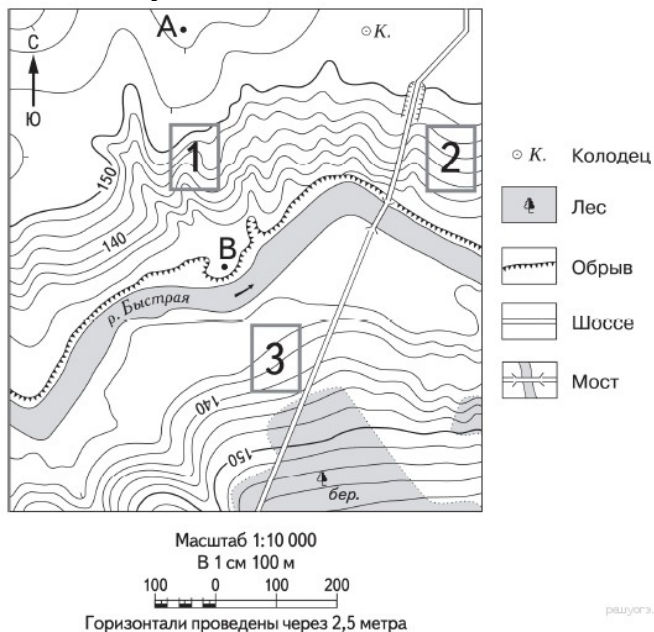 А
К.
С
Ю
1
2
150
140
В
р. Быстрая
3
140
150
бер.
К. Колодец
Лес
Обрыв
Шоссе
Мост
Масштаб 1:10 000
В 1 см 100 м
100 0 100 200
Горизонтали проведены через 2,5 метра
решуогэ.